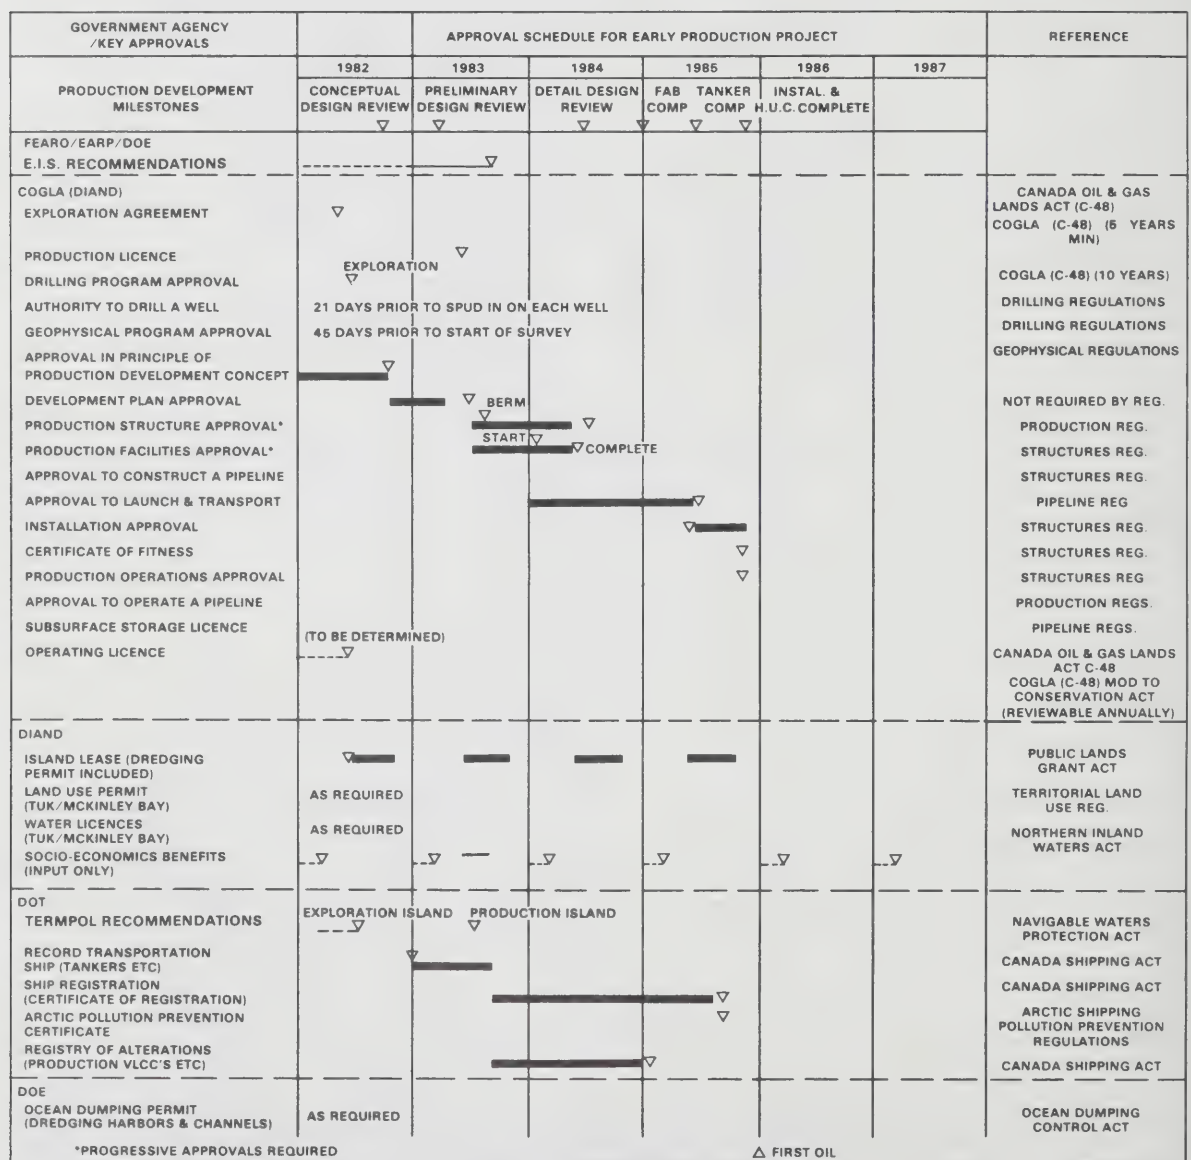 GOVERNMENT AGENCY
/KEY APPROVALS
APPROVAL SCHEDULE FOR EARLY PRODUCTION PROJECT
REFERENCE
PRODUCTION DEVELOPMENT
MILESTONES
1982
1983
1984
1985
1986
1987
CONCEPTUAL
DESIGN REVIEW
PRELIMINARY
DESIGN REVIEW
DETAIL DESIGN
REVIEW
FAB
COMP
TANKER
COMP
INSTAL. &
H.U.C. COMPLETE
FEARO/EARP/DOE
E.I.S. RECOMMENDATIONS
COGLA (DIAND)
EXPLORATION AGREEMENT
CANADA OIL & GAS
LANDS ACT (C-48)
COGLA (C-48) (5 YEARS
MIN)
PRODUCTION LICENCE
EXPLORATION
DRILLING PROGRAM APPROVAL
COGLA (C-48) (10 YEARS)
AUTHORITY TO DRILL A WELL
21 DAYS PRIOR TO SPUD IN ON EACH WELL
DRILLING REGULATIONS
GEOPHYSICAL PROGRAM APPROVAL
45 DAYS PRIOR TO START OF SURVEY
DRILLING REGULATIONS
APPROVAL IN PRINCIPLE OF
PRODUCTION DEVELOPMENT CONCEPT
GEOPHYSICAL REGULATIONS
DEVELOPMENT PLAN APPROVAL
BERM
NOT REQUIRED BY REG.
PRODUCTION STRUCTURE APPROVAL*
PRODUCTION REG.
START
PRODUCTION FACILITIES APPROVAL*
COMPLETE
STRUCTURES REG.
APPROVAL TO CONSTRUCT A PIPELINE
STRUCTURES REG.
APPROVAL TO LAUNCH & TRANSPORT
PIPELINE REG
INSTALLATION APPROVAL
STRUCTURES REG.
CERTIFICATE OF FITNESS
STRUCTURES REG.
PRODUCTION OPERATIONS APPROVAL
STRUCTURES REG
APPROVAL TO OPERATE A PIPELINE
PRODUCTION REGS.
SUBSURFACE STORAGE LICENCE
(TO BE DETERMINED)
PIPELINE REGS.
OPERATING LICENCE
CANADA OIL & GAS LANDS
ACT C-48
COGLA (C-48) MOD TO
CONSERVATION ACT
(REVIEWABLE ANNUALLY)
DIAND
ISLAND LEASE (DREDGING
PERMIT INCLUDED)
PUBLIC LANDS
GRANT ACT
LAND USE PERMIT
(TUK/MCKINLEY BAY)
AS REQUIRED
TERRITORIAL LAND
USE REG.
WATER LICENCES
(TUK/MCKINLEY BAY)
AS REQUIRED
NORTHERN INLAND
WATERS ACT
SOCIO-ECONOMICS BENEFITS
(INPUT ONLY)
DOT
TERMPOL RECOMMENDATIONS
EXPLORATION ISLAND
PRODUCTION ISLAND
NAVIGABLE WATERS
PROTECTION ACT
RECORD TRANSPORTATION
SHIP (TANKERS ETC)
CANADA SHIPPING ACT
SHIP REGISTRATION
(CERTIFICATE OF REGISTRATION)
CANADA SHIPPING ACT
ARCTIC POLLUTION PREVENTION
CERTIFICATE
ARCTIC SHIPPING
POLLUTION PREVENTION
REGULATIONS
REGISTRY OF ALTERATIONS
(PRODUCTION VLCC'S ETC)
CANADA SHIPPING ACT
DOE
OCEAN DUMPING PERMIT
(DREDGING HARBORS & CHANNELS)
AS REQUIRED
OCEAN DUMPING
CONTROL ACT
*PROGRESSIVE APPROVALS REQUIRED
△ FIRST OIL